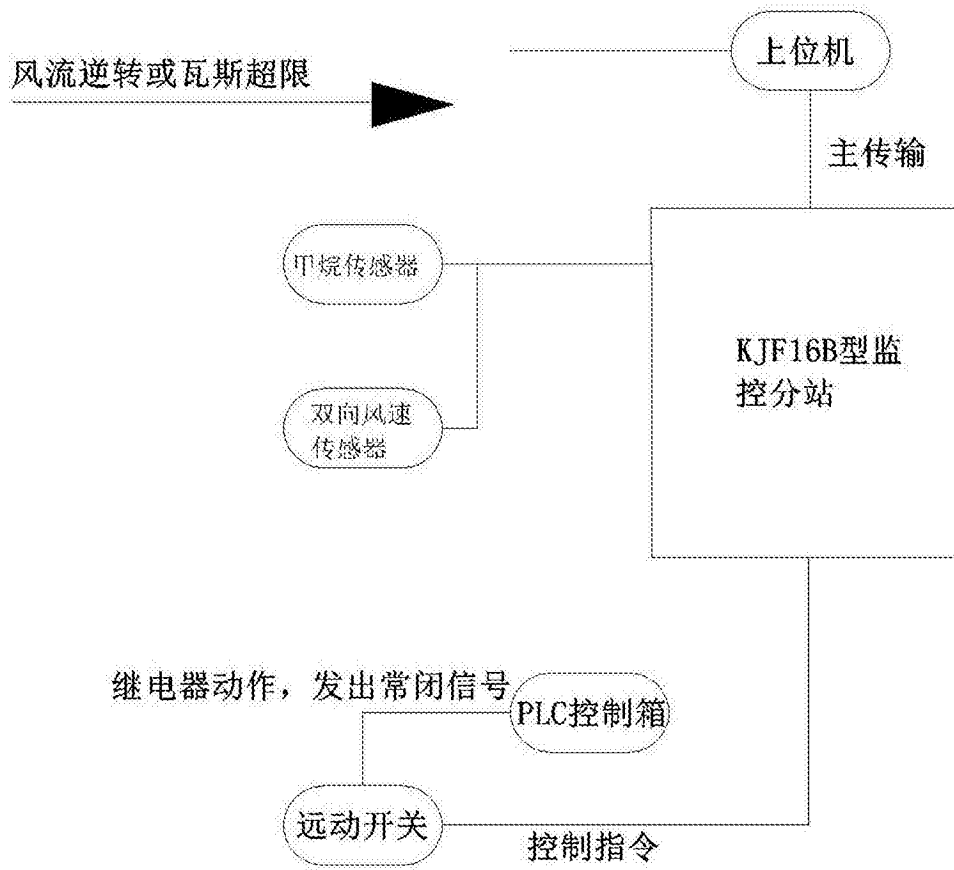 上位机
风流逆转或瓦斯超限
主传输
甲烷传感器
KJF16B型监
控分站
双向风速
传感器
继电器动作，发出常闭信号
PLC控制箱
远动开关
控制指令